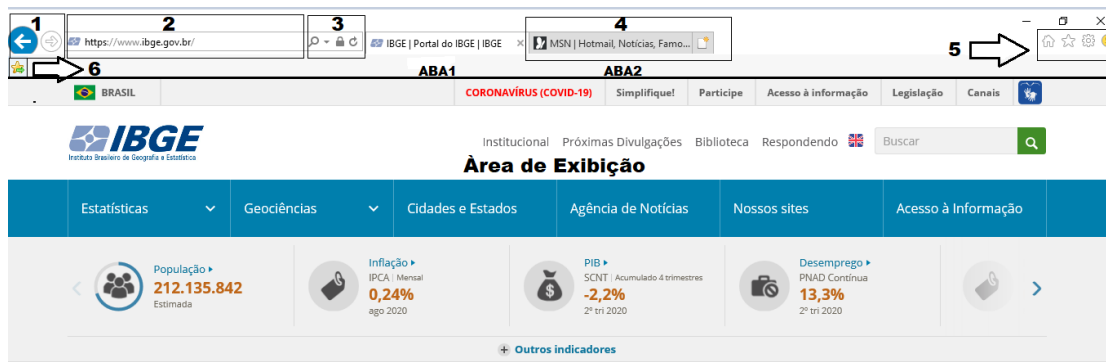 1 2 3 4
https://www.ibge.gov.br/ IBGE | Portal do IBGE | IBGE MSN | Hotmail, Notícias, Famo...
5
6 ABA1 ABA2
BRASIL CORONAVÍRUS (COVID-19) Simplifique! Participe Acesso à informação Legislação Canais
IBGE
Instituto Brasileiro de Geografia e Estatística
Institucional Próximas Divulgações Biblioteca Respondendo Buscar
Àrea de Exibição
Estatísticas Geociências Cidades e Estados Agência de Notícias Nossos sites Acesso à Informação
População
212.135.842
Estimada
Inflação
IPCA | Mensal
0,24%
ago 2020
PIB
SCNT | Acumulado 4 trimestres
-2,2%
2º tri 2020
Desemprego
PNAD Contínua
13,3%
2º tri 2020
Outros indicadores